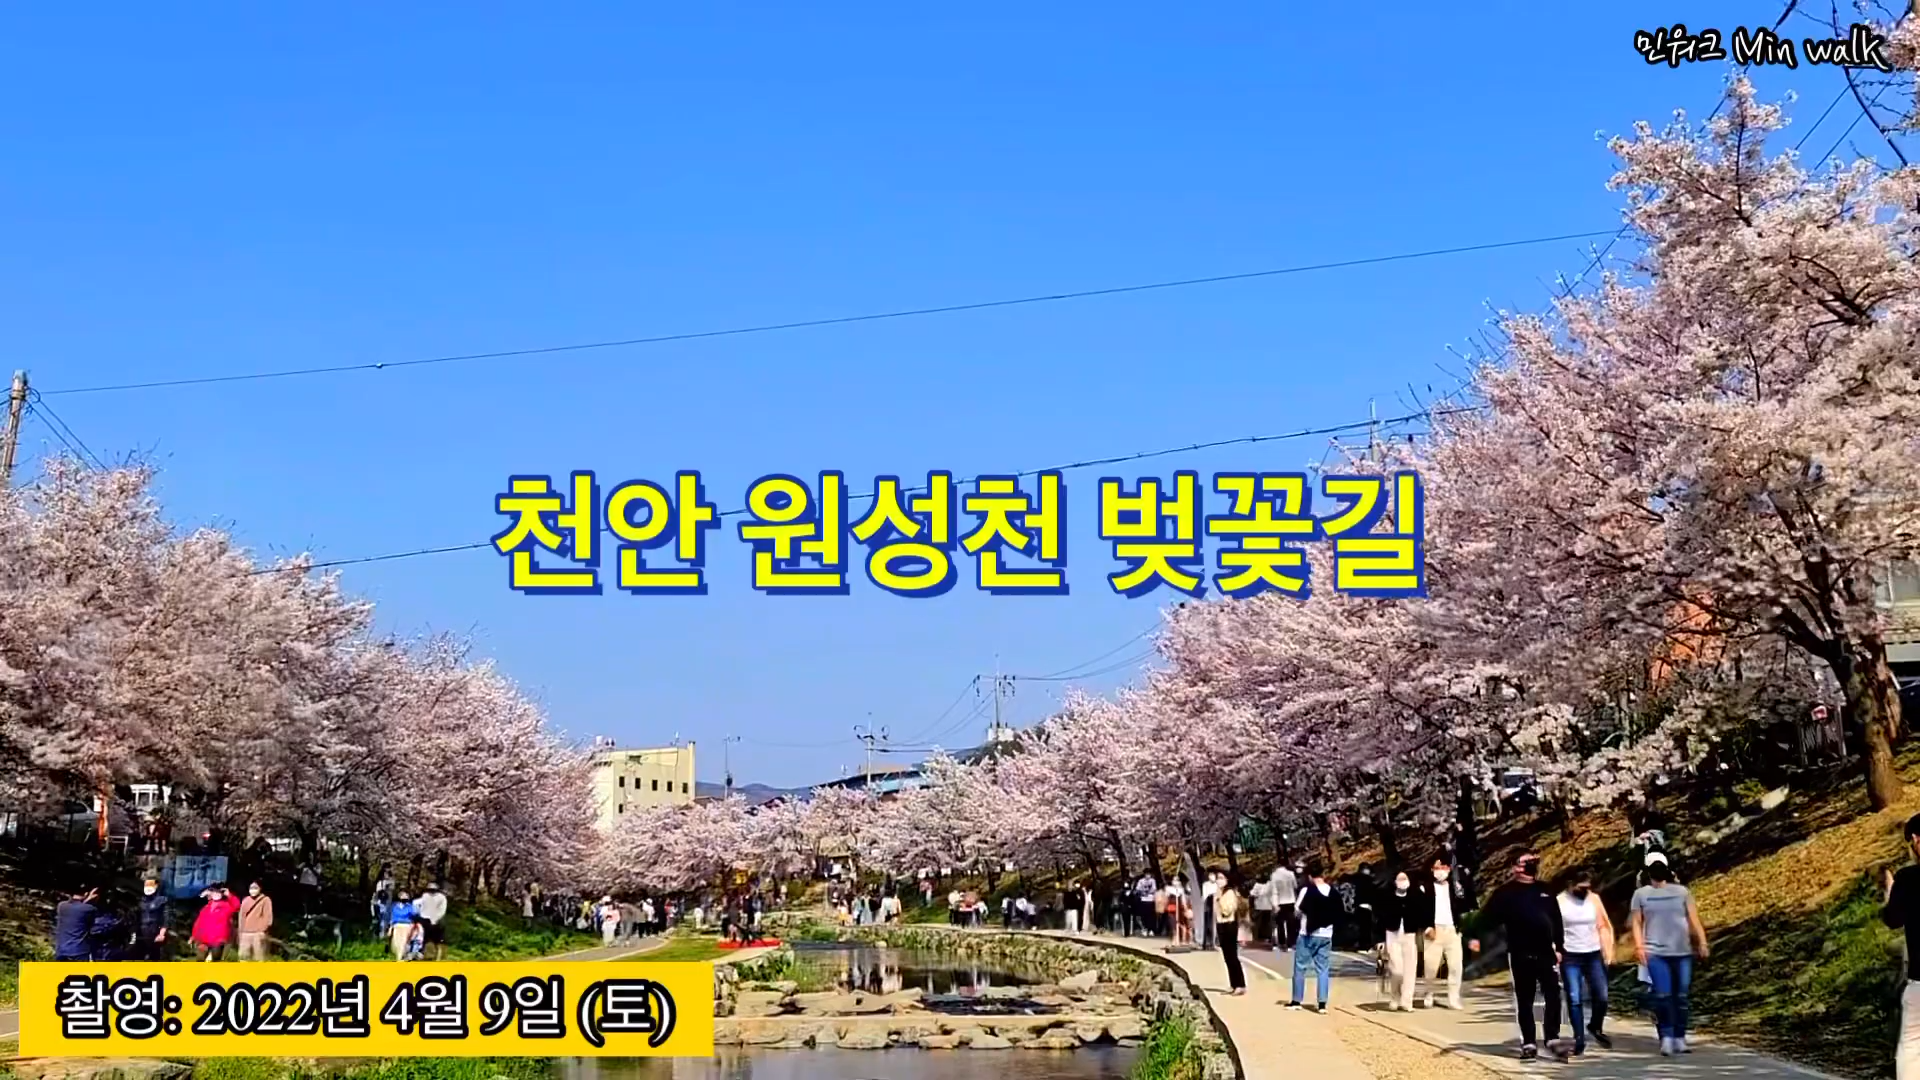 민워크 Min walk
천안 원성천 벚꽃길
촬영: 2022년 4월 9일 (토)